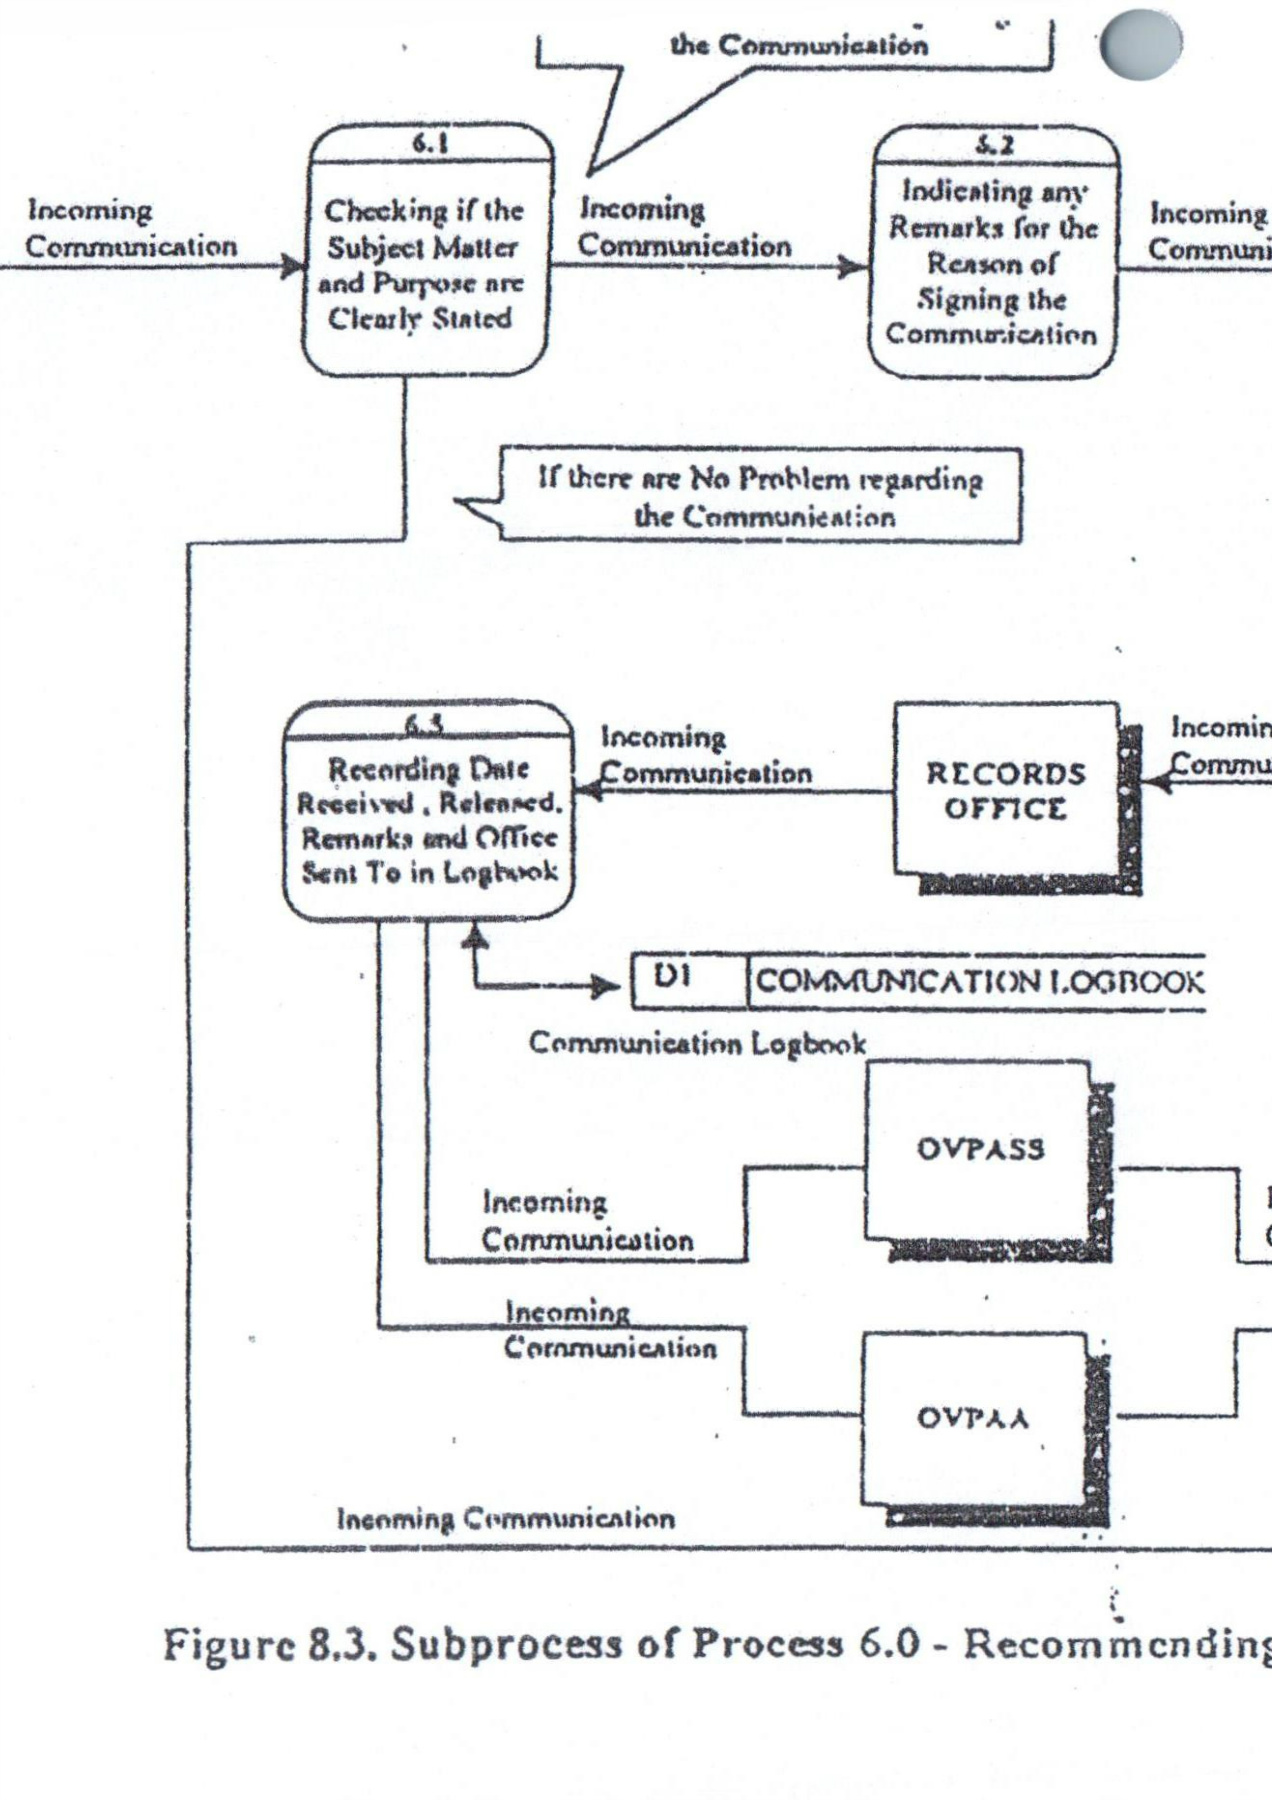 the Communication
6.1
6.2
Incoming
Communication
Checking if the
Subject Matter
and Purpose are
Clearly Stated
Incoming
Communication
Indicating any
Remarks for the
Reason of
Signing the
Communication
Incoming
Communi
If there are No Problem regarding
the Communication
Recording Date
Received , Released,
Remarks and Office
Sent To in Logbook
Incoming
Communication
RECORDS
OFFICE
Incomin
Commu
D1
COMMUNICATION LOGBOOK
Communication Logbook
OVPASS
Incoming
Communication
Incoming
Communication
OVPAA
Incoming Communication
Figure 8.3. Subprocess of Process 6.0 - Recommending